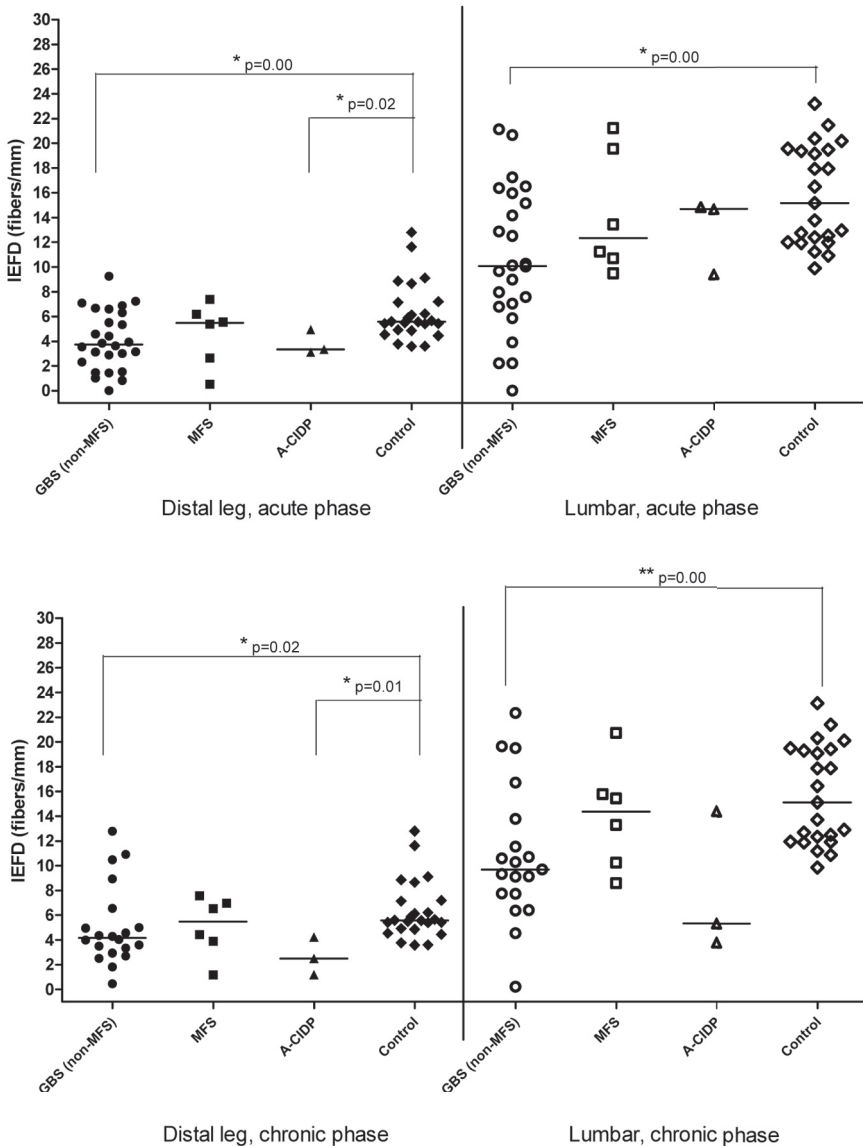 30
28
26
24
22
20
18
16
14
12
10
8
6
4
2
0
IEFD (fibers/mm)
* p=0.00
* p=0.02
* p=0.00
GBS (non-MFS)
MFS
A-CIDP
Control
GBS (non-MFS)
MFS
A-CIDP
Control
Distal leg, acute phase
Lumbar, acute phase
30
28
26
24
22
20
18
16
14
12
10
8
6
4
2
0
IEFD (fibers/mm)
* p=0.02
* p=0.01
** p=0.00
GBS (non-MFS)
MFS
A-CIDP
Control
GBS (non-MFS)
MFS
A-CIDP
Control
Distal leg, chronic phase
Lumbar, chronic phase